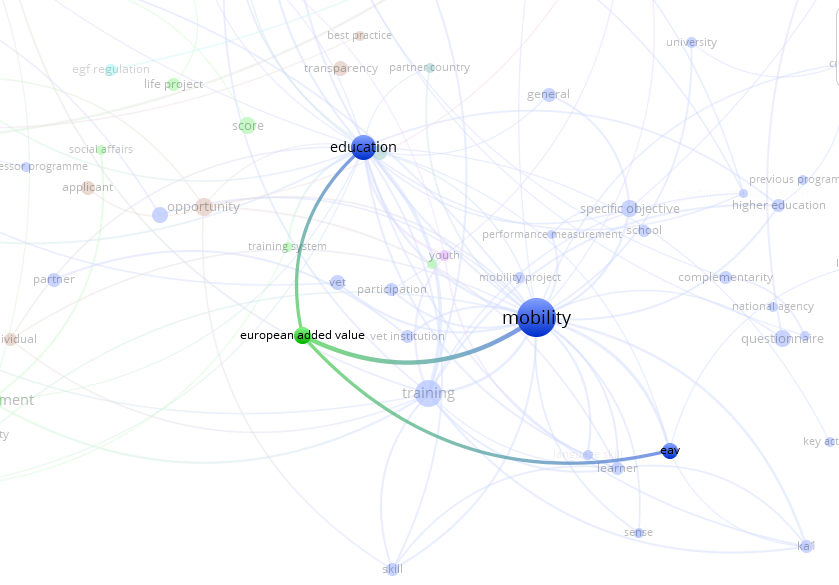 best practice
university
egf regulation
transparency
partner country
life project
general
score
education
social affairs
essor programme
previous program
applicant
opportunity
specific objective
higher education
school
performance measurement
training system
youth
partner
vet
participation
mobility project
complementarity
national agency
mobility
ividual
european added value
vet institution
questionnaire
training
ment
ty
key act
eav
learner
sense
skill